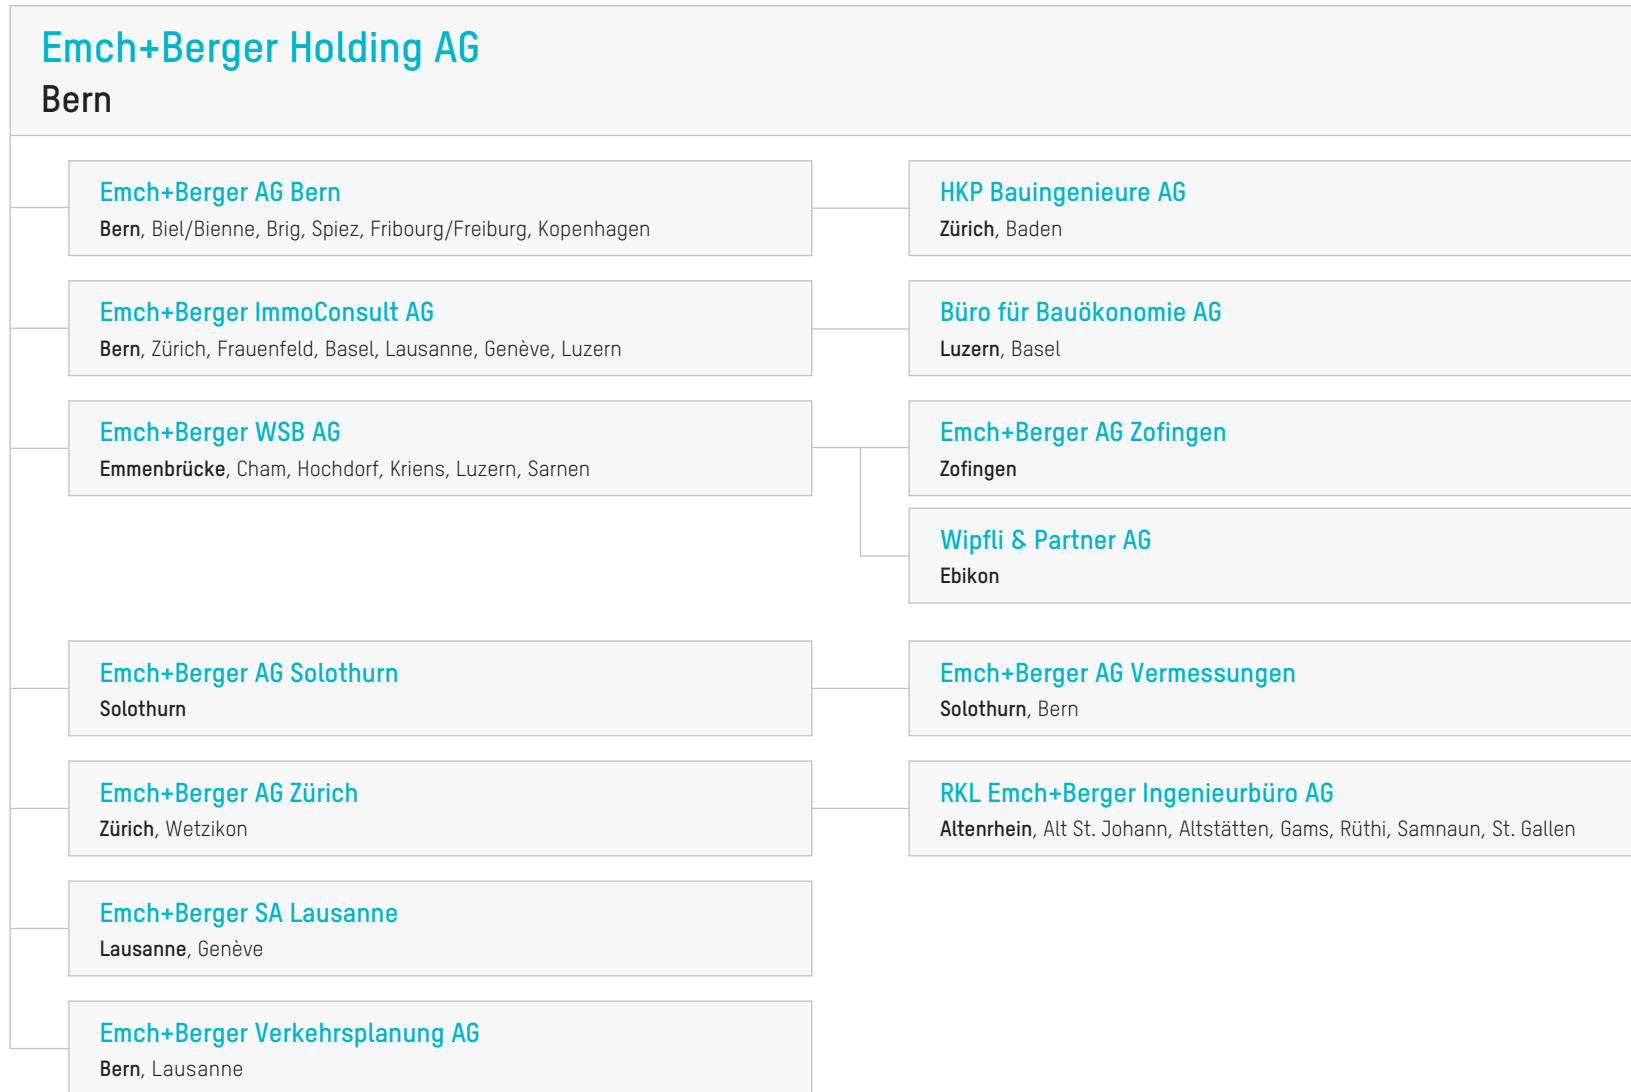 Emch+Berger Holding AG
Bern
Emch+Berger AG Bern
Bern, Biel/Bienne, Brig, Spiez, Fribourg/Freiburg, Kopenhagen
HKP Bauingenieure AG
Zürich, Baden
Emch+Berger ImmoConsult AG
Bern, Zürich, Frauenfeld, Basel, Lausanne, Genève, Luzern
Büro für Bauökonomie AG
Luzern, Basel
Emch+Berger WSB AG
Emmenbrücke, Cham, Hochdorf, Kriens, Luzern, Sarnen
Emch+Berger AG Zofingen
Zofingen
Wipfli & Partner AG
Ebikon
Emch+Berger AG Solothurn
Solothurn
Emch+Berger AG Vermessungen
Solothurn, Bern
Emch+Berger AG Zürich
Zürich, Wetzikon
RKL Emch+Berger Ingenieurbüro AG
Altenrhein, Alt St. Johann, Altstätten, Gams, Rüthi, Samnaun, St. Gallen
Emch+Berger SA Lausanne
Lausanne, Genève
Emch+Berger Verkehrsplanung AG
Bern, Lausanne